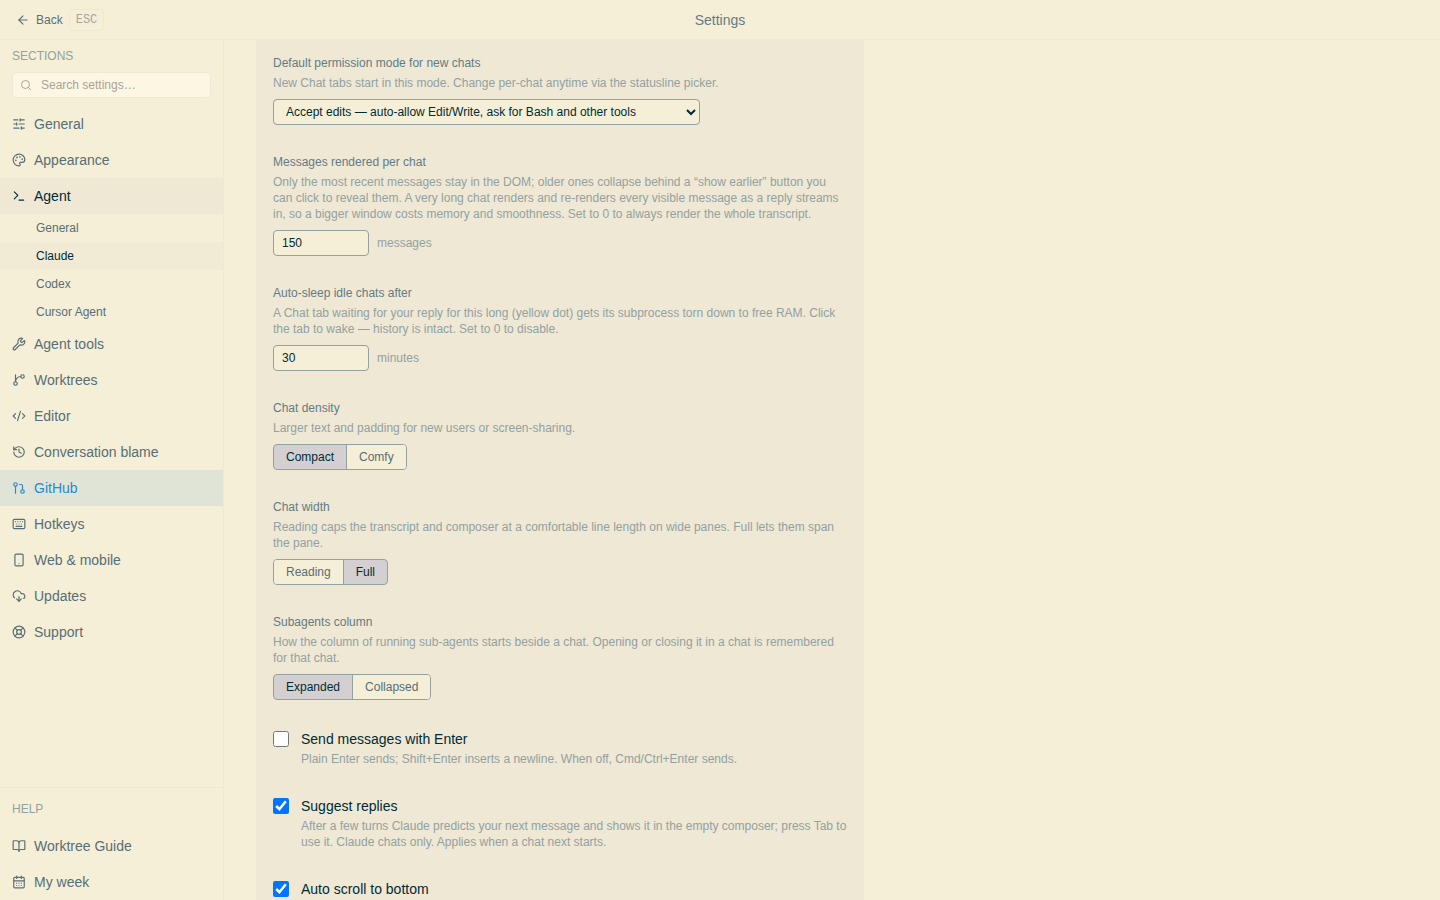 Back ESC
Settings
SECTIONS
Search settings…
General
Appearance
Agent
General
Claude
Codex
Cursor Agent
Agent tools
Worktrees
Editor
Conversation blame
GitHub
Hotkeys
Web & mobile
Updates
Support
HELP
Worktree Guide
My week
Default permission mode for new chats
New Chat tabs start in this mode. Change per-chat anytime via the statusline picker.
Accept edits — auto-allow Edit/Write, ask for Bash and other tools
Messages rendered per chat
Only the most recent messages stay in the DOM; older ones collapse behind a “show earlier” button you
can click to reveal them. A very long chat renders and re-renders every visible message as a reply streams
in, so a bigger window costs memory and smoothness. Set to 0 to always render the whole transcript.
150 messages
Auto-sleep idle chats after
A Chat tab waiting for your reply for this long (yellow dot) gets its subprocess torn down to free RAM. Click
the tab to wake — history is intact. Set to 0 to disable.
30 minutes
Chat density
Larger text and padding for new users or screen-sharing.
Compact Comfy
Chat width
Reading caps the transcript and composer at a comfortable line length on wide panes. Full lets them span
the pane.
Reading Full
Subagents column
How the column of running sub-agents starts beside a chat. Opening or closing it in a chat is remembered
for that chat.
Expanded Collapsed
Send messages with Enter
Plain Enter sends; Shift+Enter inserts a newline. When off, Cmd/Ctrl+Enter sends.
Suggest replies
After a few turns Claude predicts your next message and shows it in the empty composer; press Tab to
use it. Claude chats only. Applies when a chat next starts.
Auto scroll to bottom